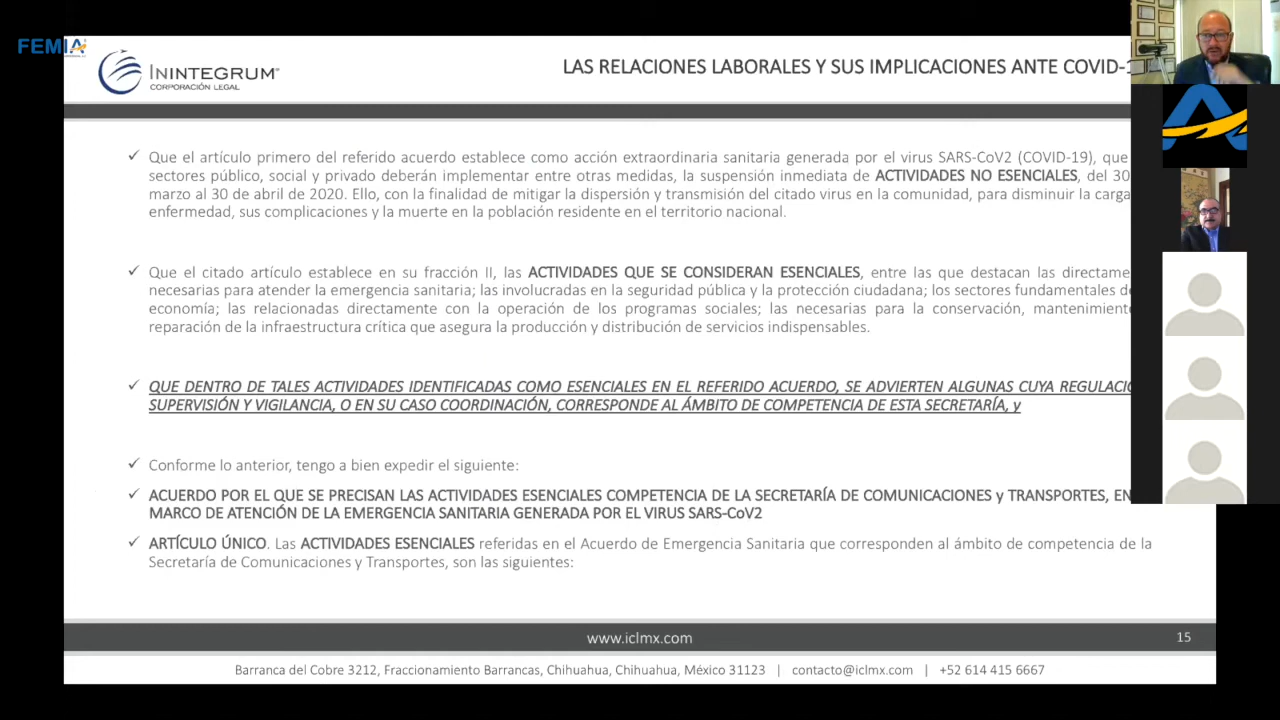 FEMIA
ININTEGRUM
CORPORACIÓN LEGAL
LAS RELACIONES LABORALES Y SUS IMPLICACIONES ANTE COVID-1
✓ Que el artículo primero del referido acuerdo establece como acción extraordinaria sanitaria generada por el virus SARS-CoV2 (COVID-19), que
sectores público, social y privado deberán implementar entre otras medidas, la suspensión inmediata de ACTIVIDADES NO ESENCIALES, del 30
marzo al 30 de abril de 2020. Ello, con la finalidad de mitigar la dispersión y transmisión del citado virus en la comunidad, para disminuir la carga
enfermedad, sus complicaciones y la muerte en la población residente en el territorio nacional.
✓ Que el citado artículo establece en su fracción II, las ACTIVIDADES QUE SE CONSIDERAN ESENCIALES, entre las que destacan las directame
necesarias para atender la emergencia sanitaria; las involucradas en la seguridad pública y la protección ciudadana; los sectores fundamentales de
economía; las relacionadas directamente con la operación de los programas sociales; las necesarias para la conservación, mantenimiento
reparación de la infraestructura crítica que asegura la producción y distribución de servicios indispensables.
✓ QUE DENTRO DE TALES ACTIVIDADES IDENTIFICADAS COMO ESENCIALES EN EL REFERIDO ACUERDO, SE ADVIERTEN ALGUNAS CUYA REGULACIO
SUPERVISIÓN Y VIGILANCIA, O EN SU CASO COORDINACIÓN, CORRESPONDE AL ÁMBITO DE COMPETENCIA DE ESTA SECRETARÍA, y
✓ Conforme lo anterior, tengo a bien expedir el siguiente:
✓ ACUERDO POR EL QUE SE PRECISAN LAS ACTIVIDADES ESENCIALES COMPETENCIA DE LA SECRETARÍA DE COMUNICACIONES y TRANSPORTES, EN
MARCO DE ATENCIÓN DE LA EMERGENCIA SANITARIA GENERADA POR EL VIRUS SARS-CoV2
✓ ARTÍCULO ÚNICO. Las ACTIVIDADES ESENCIALES referidas en el Acuerdo de Emergencia Sanitaria que corresponden al ámbito de competencia de la
Secretaría de Comunicaciones y Transportes, son las siguientes:
www.iclmx.com
15
Barranca del Cobre 3212, Fraccionamiento Barrancas, Chihuahua, Chihuahua, México 31123 | contacto@iclmx.com | +52 614 415 6667